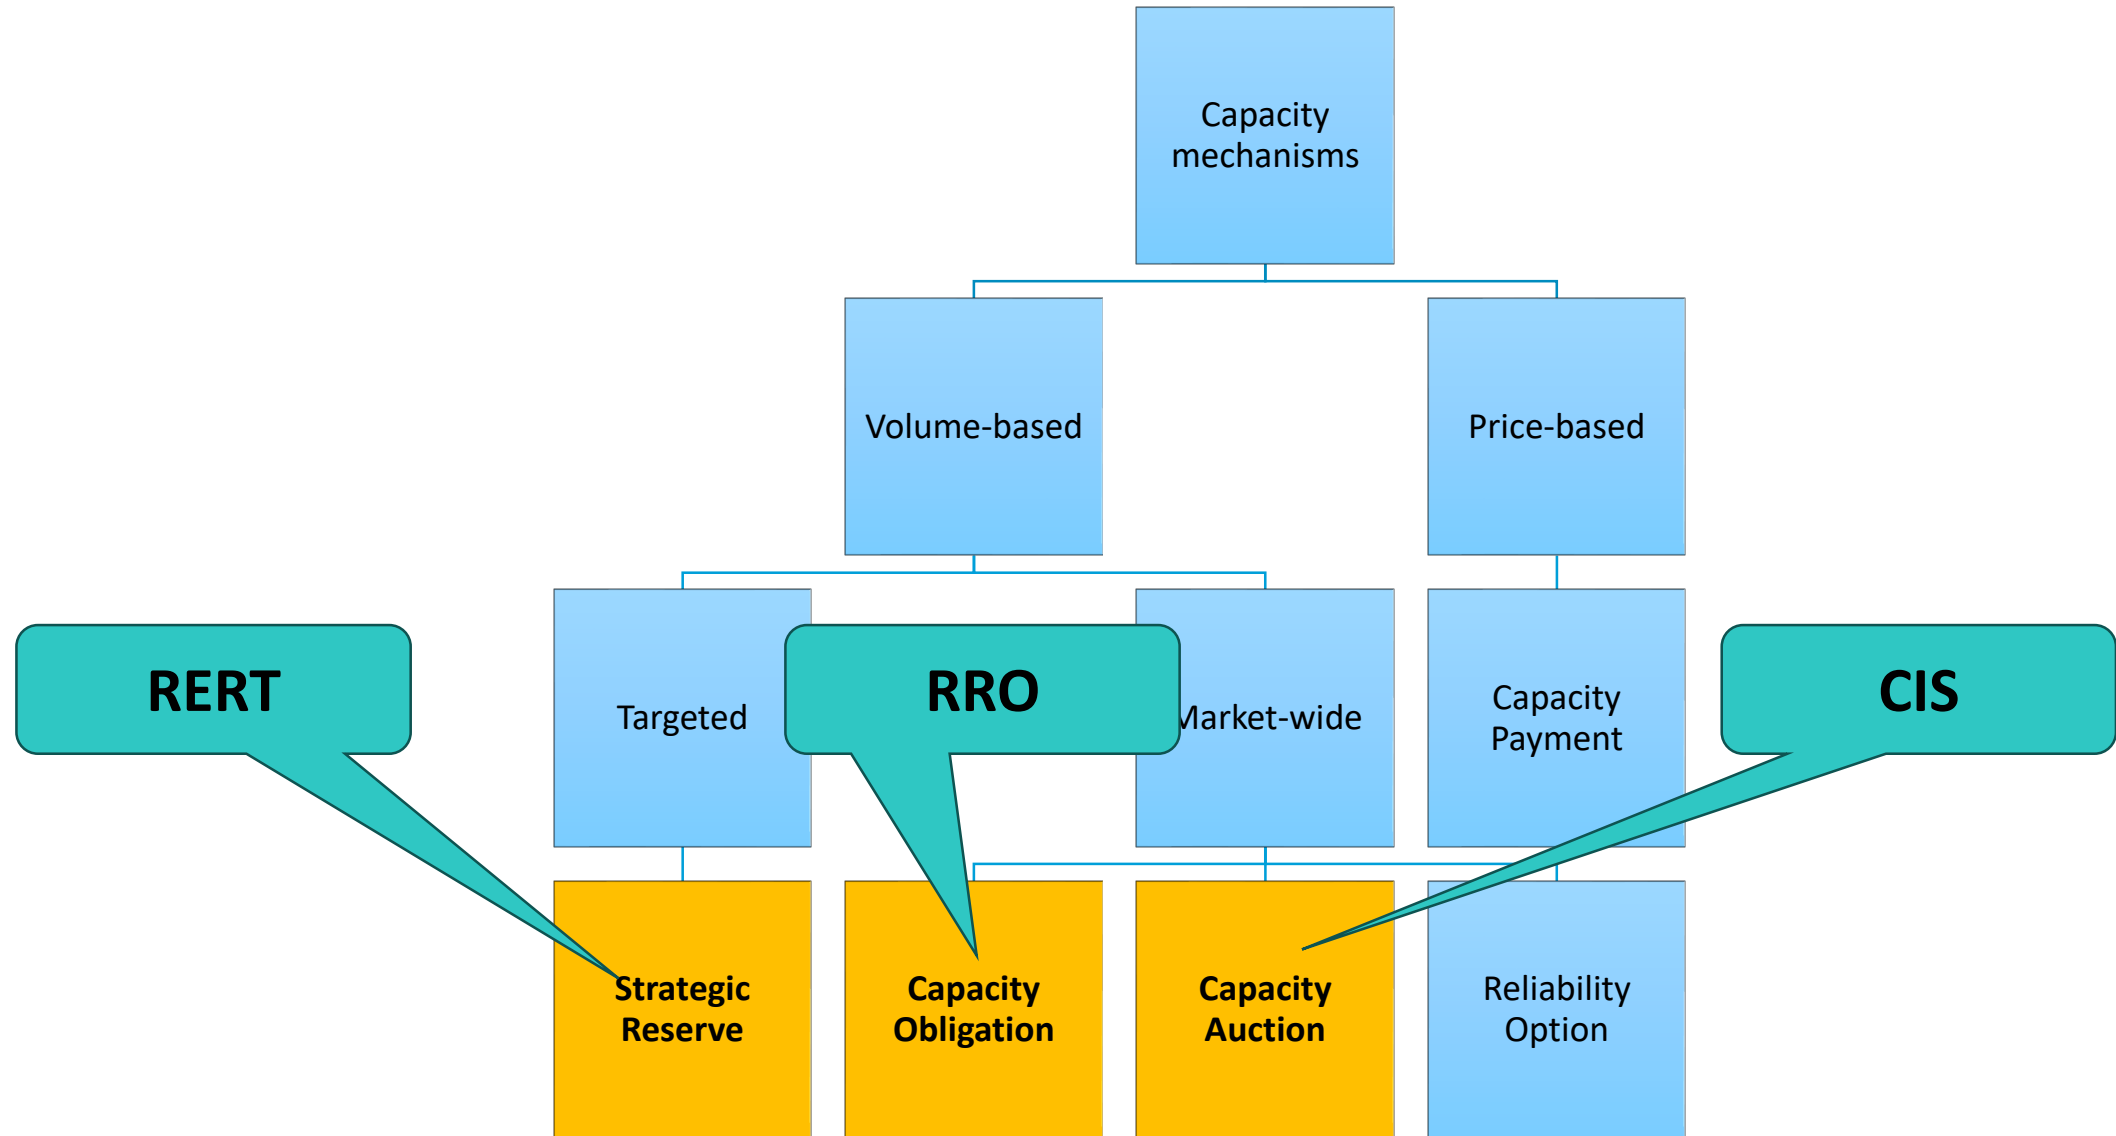 Capacity
mechanisms
Volume-based
Price-based
RERT
Targeted
RRO
Market-wide
Capacity
Payment
CIS
Strategic
Reserve
Capacity
Obligation
Capacity
Auction
Reliability
Option